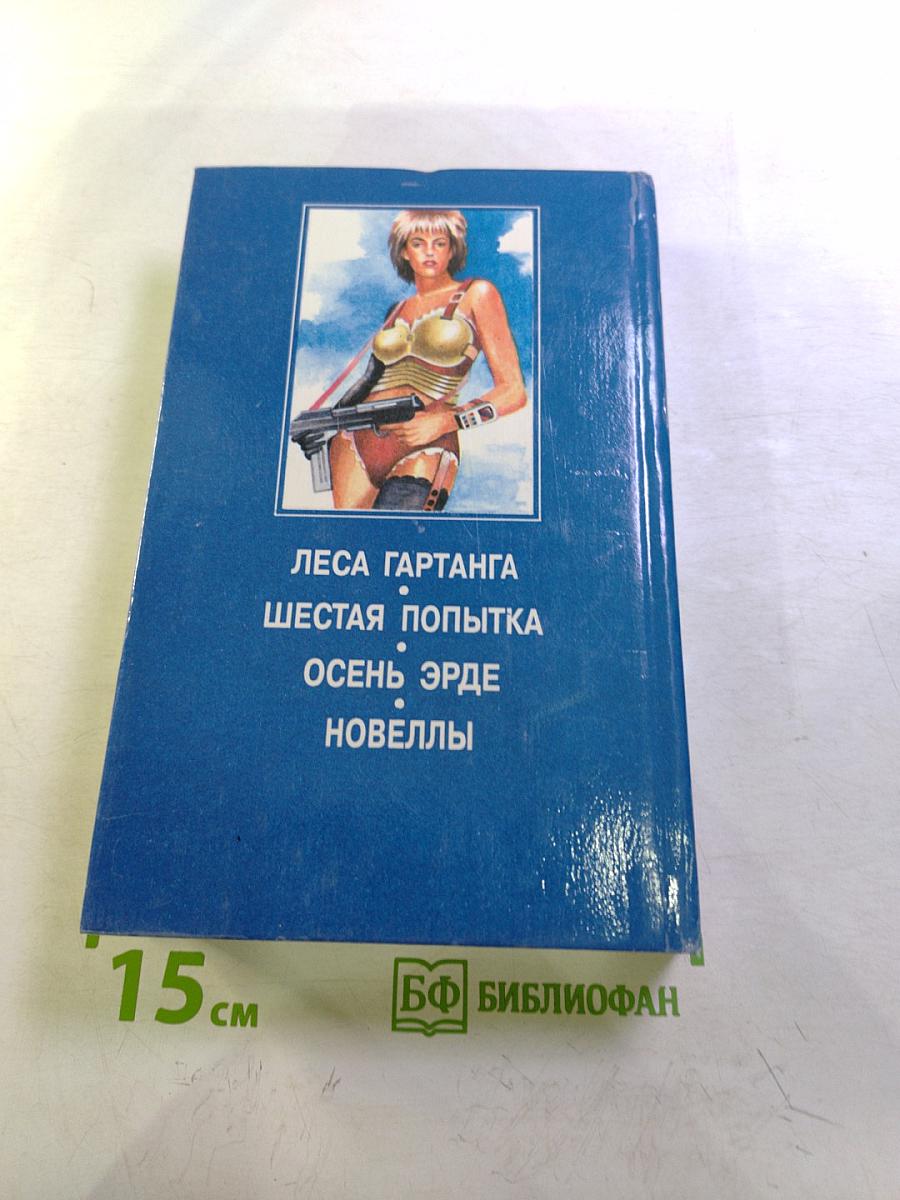 ЛЕСА ГАРТАНГА
•
ШЕСТАЯ ПОПЫТКА
•
ОСЕНЬ ЭРДЕ
•
НОВЕЛЛЫ
15 см
БФ БИБЛИОФАН